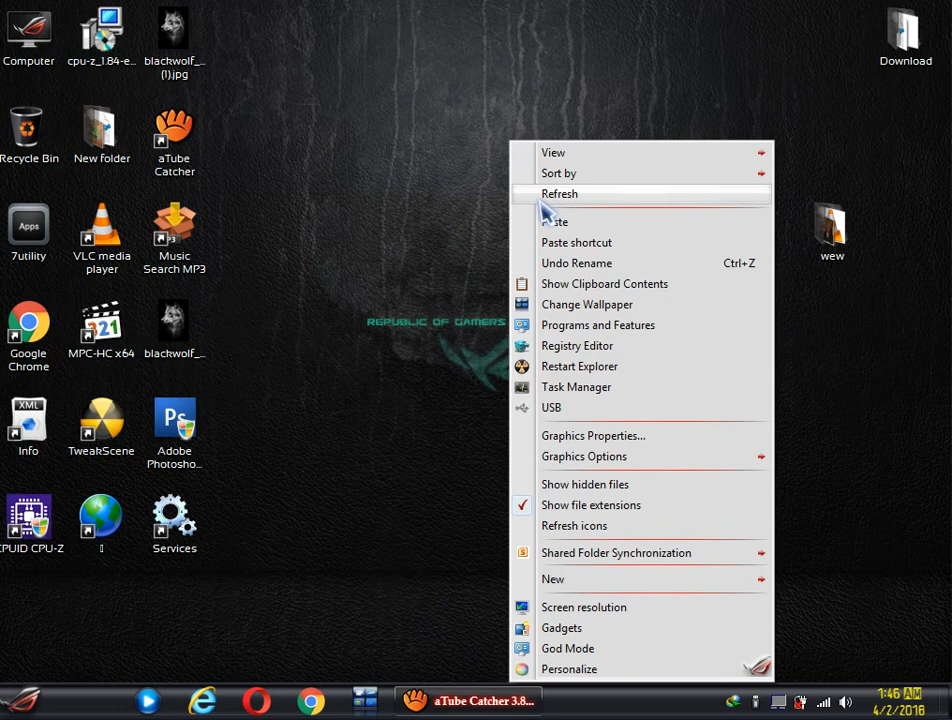 Computer
cpu-z_1.84-e...
blackwolf_...
(1).jpg
Download
Recycle Bin
New folder
aTube
Catcher
Apps
7utility
VLC media
player
MP3
Music
Search MP3
wew
Google
Chrome
321
MPC-HC x64
blackwolf_...
XML
Info
TweakScene
Ps
Adobe
Photosho...
CPUID CPU-Z
Services
REPUBLIC OF GAMERS
View
Sort by
Refresh
Paste shortcut
Undo Rename Ctrl+Z
Show Clipboard Contents
Change Wallpaper
Programs and Features
Registry Editor
Restart Explorer
Task Manager
USB
Graphics Properties...
Graphics Options
Show hidden files
Show file extensions
Refresh icons
Shared Folder Synchronization
New
Screen resolution
Gadgets
God Mode
Personalize
aTube Catcher 3.8...
1:46 AM
4/2/2018